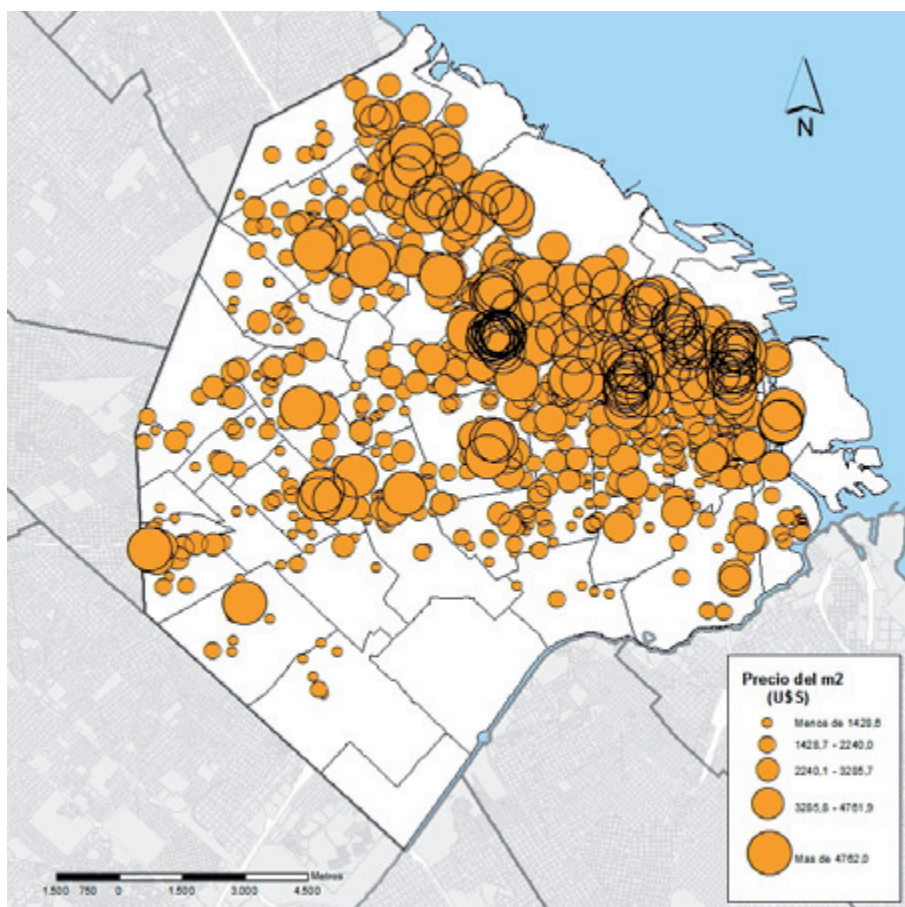 N
Precio del m2
(U$S)
Menos de 1428,6
1428,7 - 2240,0
2240,1 - 3285,7
3285,8 - 4761,9
Mas de 4762,0
Metros
1.500 750 0 1.500 3.000 4.500